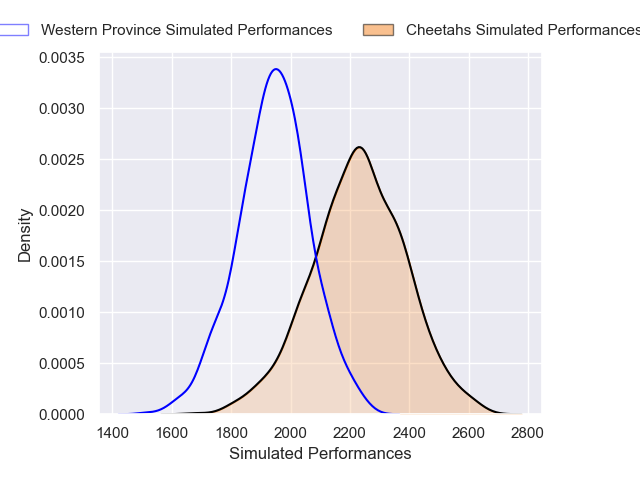 Western Province Simulated Performances
Cheetahs Simulated Performances
0.0035
0.0030
0.0025
0.0020
0.0015
0.0010
0.0005
0.0000
Density
1400 1600 1800 2000 2200 2400 2600 2800
Simulated Performances